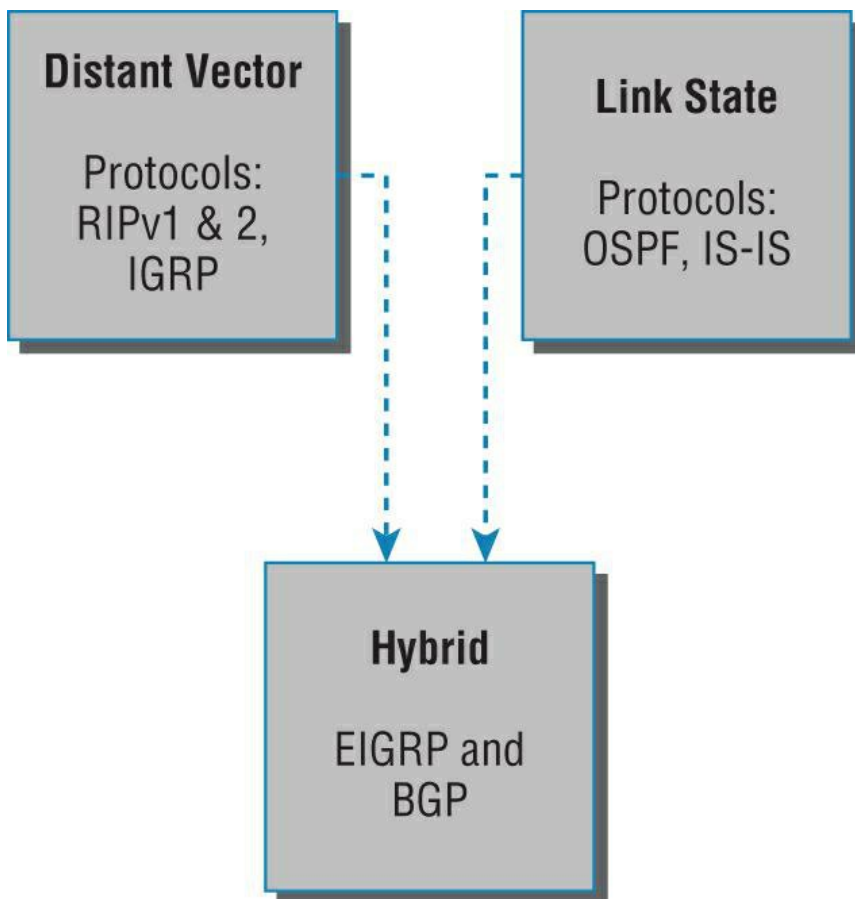 Distant Vector
Protocols:
RIPv1 & 2,
IGRP
Link State
Protocols:
OSPF, IS-IS
Hybrid
EIGRP and
BGP